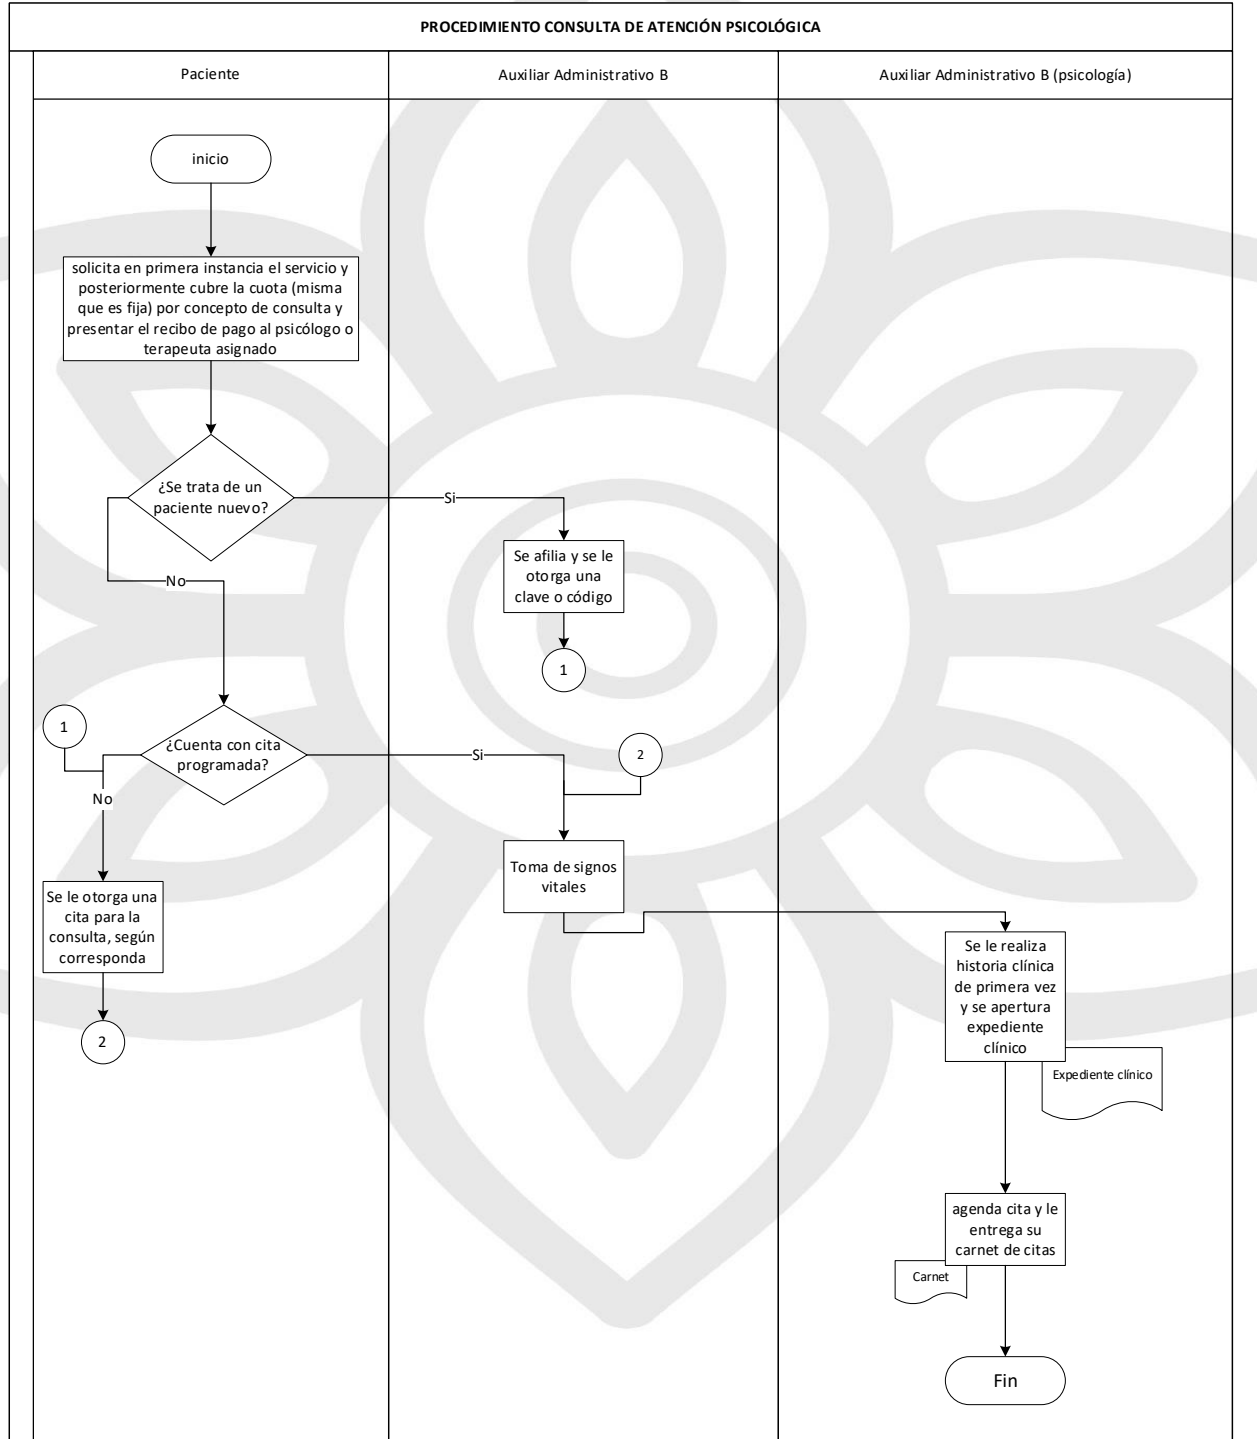 PROCEDIMIENTO CONSULTA DE ATENCIÓN PSICOLÓGICA
Paciente
Auxiliar Administrativo B
Auxiliar Administrativo B (psicología)
inicio
solicita en primera instancia el servicio y
posteriormente cubre la cuota (misma
que es fija) por concepto de consulta y
presentar el recibo de pago al psicólogo o
terapeuta asignado
¿Se trata de un
paciente nuevo?
Si
No
Se afilia y se le
otorga una
clave o código
1
1
¿Cuenta con cita
programada?
Si
2
No
Toma de signos
vitales
Se le otorga una
cita para la
consulta, según
corresponda
2
Se le realiza
historia clínica
de primera vez
y se apertura
expediente
clínico
Expediente clínico
agenda cita y le
entrega su
carnet de citas
Carnet
Fin